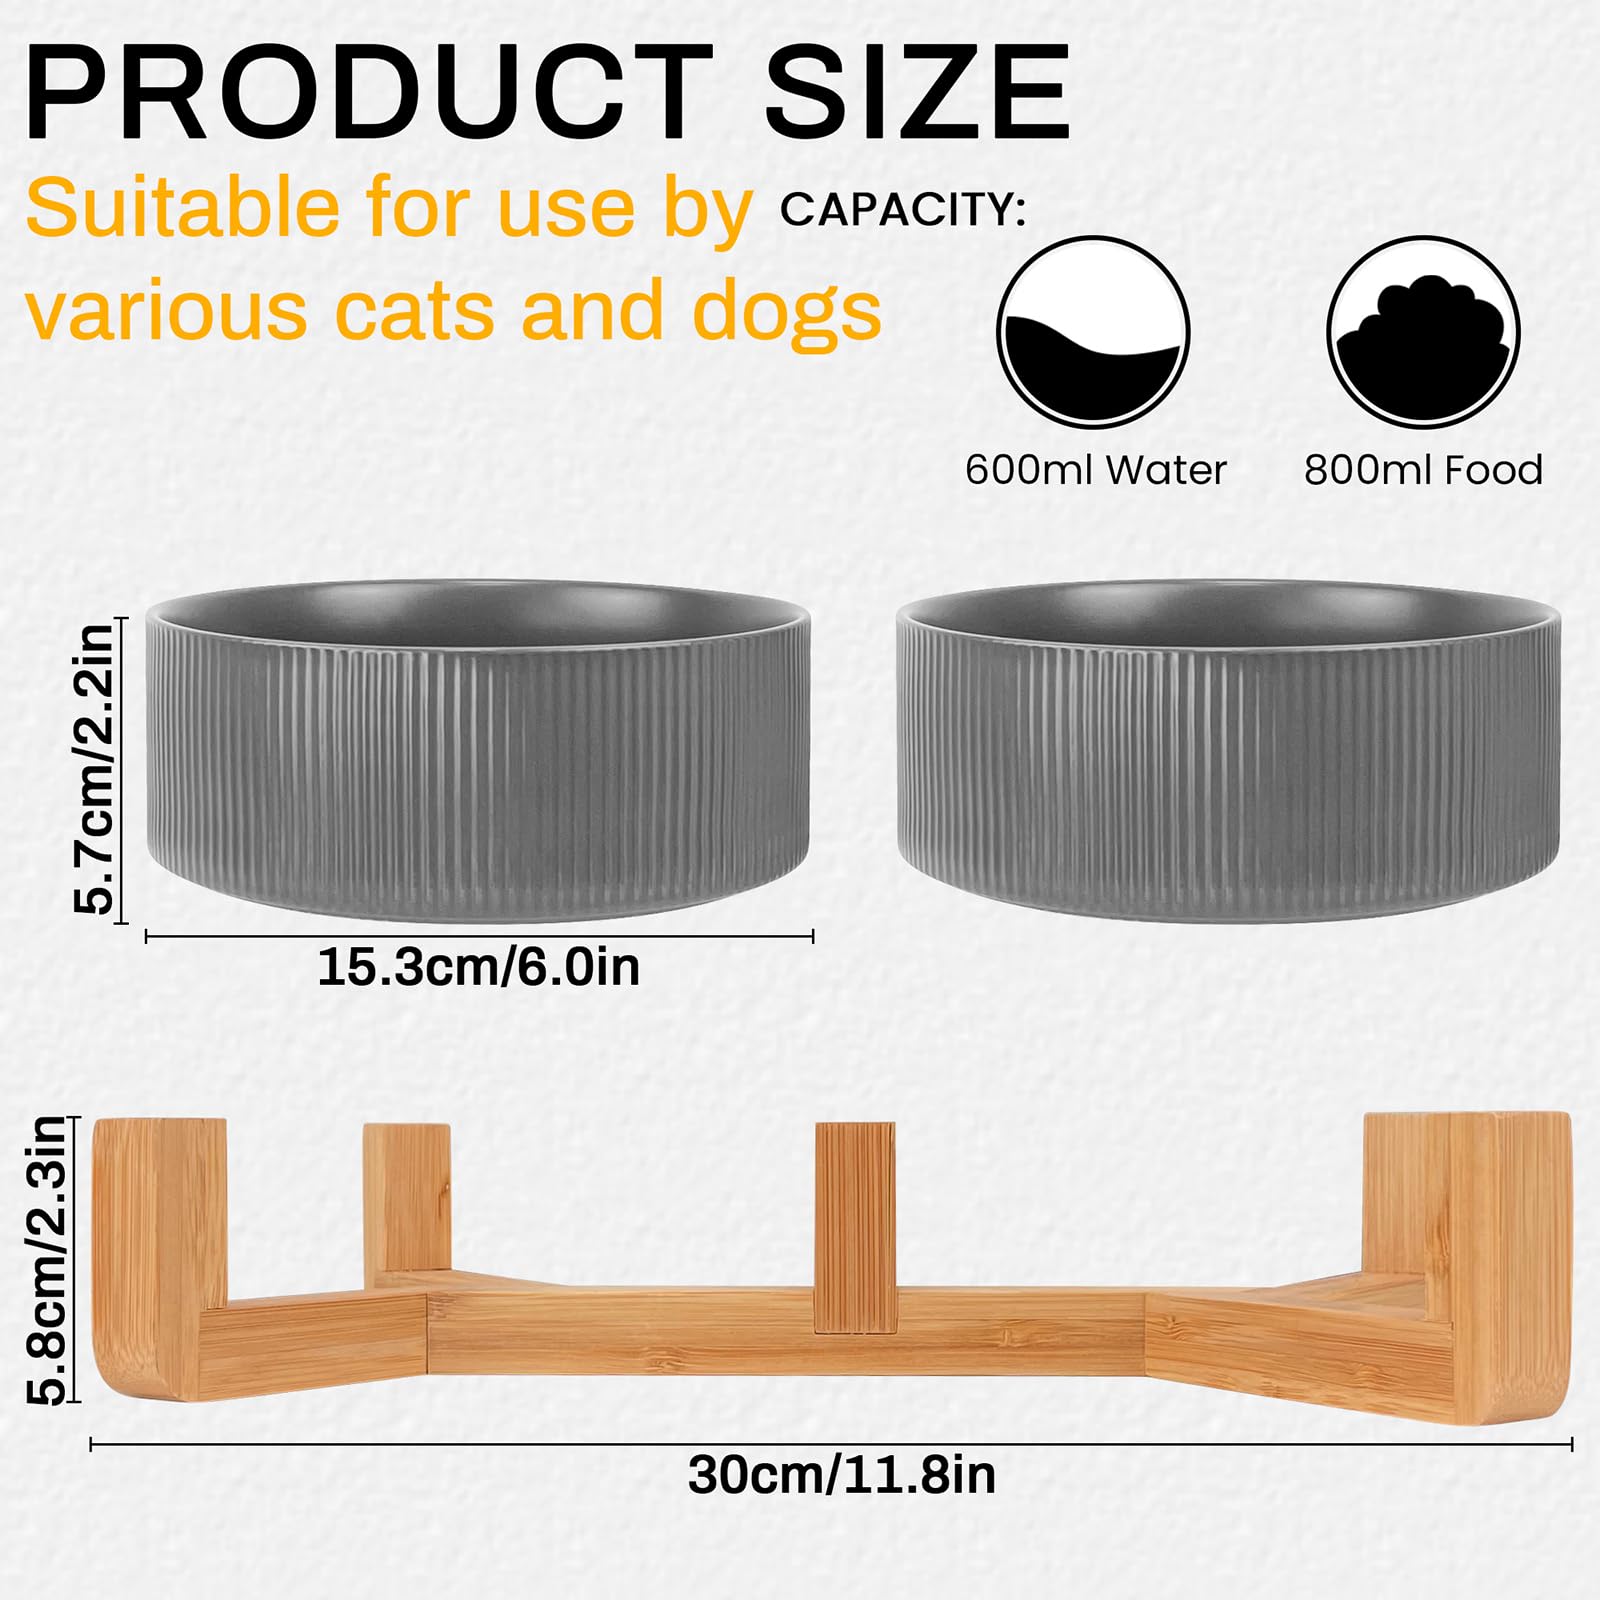 PRODUCT SIZE
Suitable for use by
various cats and dogs
CAPACITY:
600ml Water
800ml Food
5.7cm/2.2in
15.3cm/6.0in
5.8cm/2.3in
30cm/11.8in